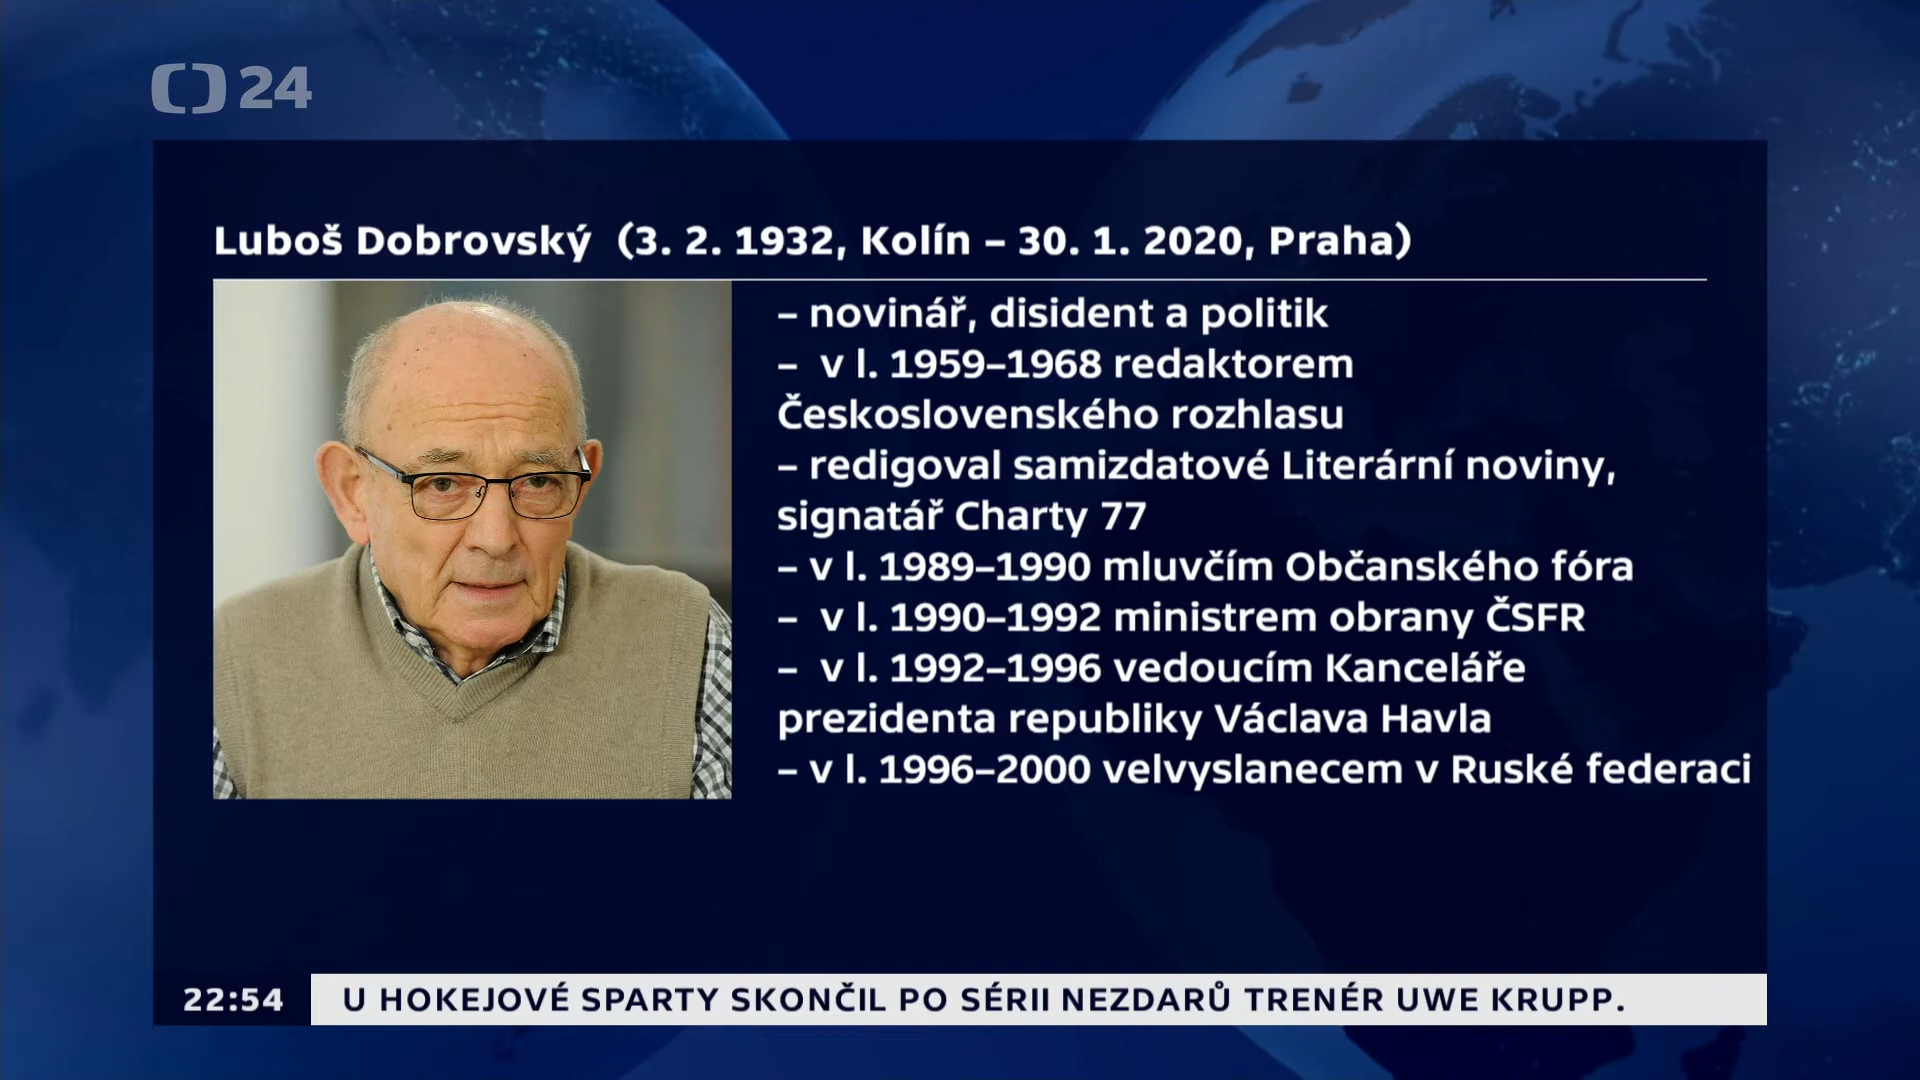 24
Luboš Dobrovský (3. 2. 1932, Kolín – 30. 1. 2020, Praha)
– novinář, disident a politik
– v l. 1959–1968 redaktorem
Československého rozhlasu
– redigoval samizdatové Literární noviny,
signatář Charty 77
– v l. 1989–1990 mluvčím Občanského fóra
– v l. 1990–1992 ministrem obrany ČSFR
– v l. 1992–1996 vedoucím Kanceláře
prezidenta republiky Václava Havla
– v l. 1996–2000 velvyslanecem v Ruské federaci
22:54 U HOKEJOVÉ SPARTY SKONČIL PO SÉRII NEZDARŮ TRENÉR UWE KRUPP.